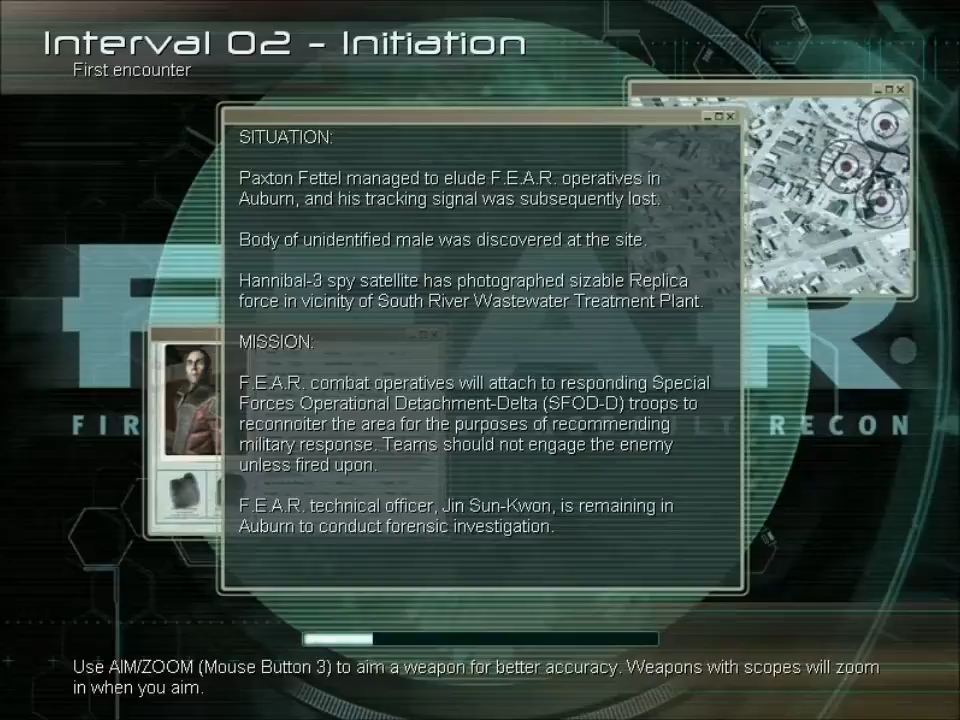 Interval 02 - Initiation
First encounter
SITUATION:
Paxton Fettel managed to elude F.E.A.R. operatives in
Auburn, and his tracking signal was subsequently lost.
Body of unidentified male was discovered at the site.
Hannibal-3 spy satellite has photographed sizable Replica
force in vicinity of South River Wastewater Treatment Plant.
MISSION:
F.E.A.R. combat operatives will attach to responding Special
Forces Operational Detachment-Delta (SFOD-D) troops to
reconnoiter the area for the purposes of recommending
military response. Teams should not engage the enemy
unless fired upon.
F.E.A.R. technical officer, Jin Sun-Kwon, is remaining in
Auburn to conduct forensic investigation.
F.E.A.R.
RECON
Use AIM/ZOOM (Mouse Button 3) to aim a weapon for better accuracy. Weapons with scopes will zoom
in when you aim.